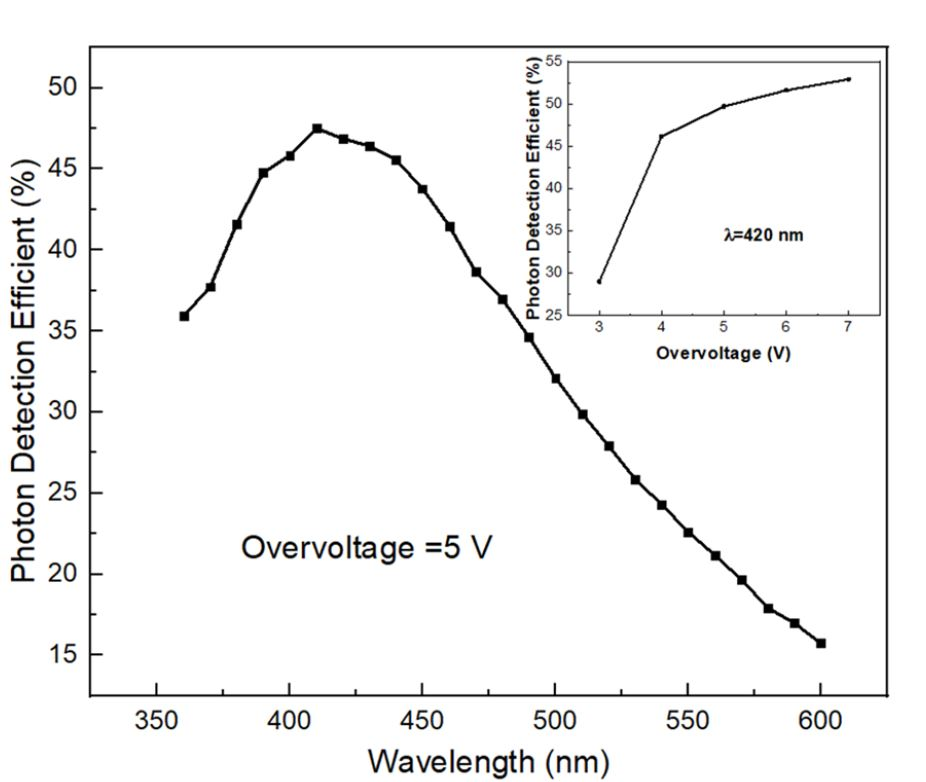 Photon Detection Efficient (%)
50
45
40
35
30
25
20
15
350 400 450 500 550 600
Wavelength (nm)
Overvoltage =5 V
Photon Detection Efficient (%)
55
50
45
40
35
30
25
3 4 5 6 7
Overvoltage (V)
λ=420 nm